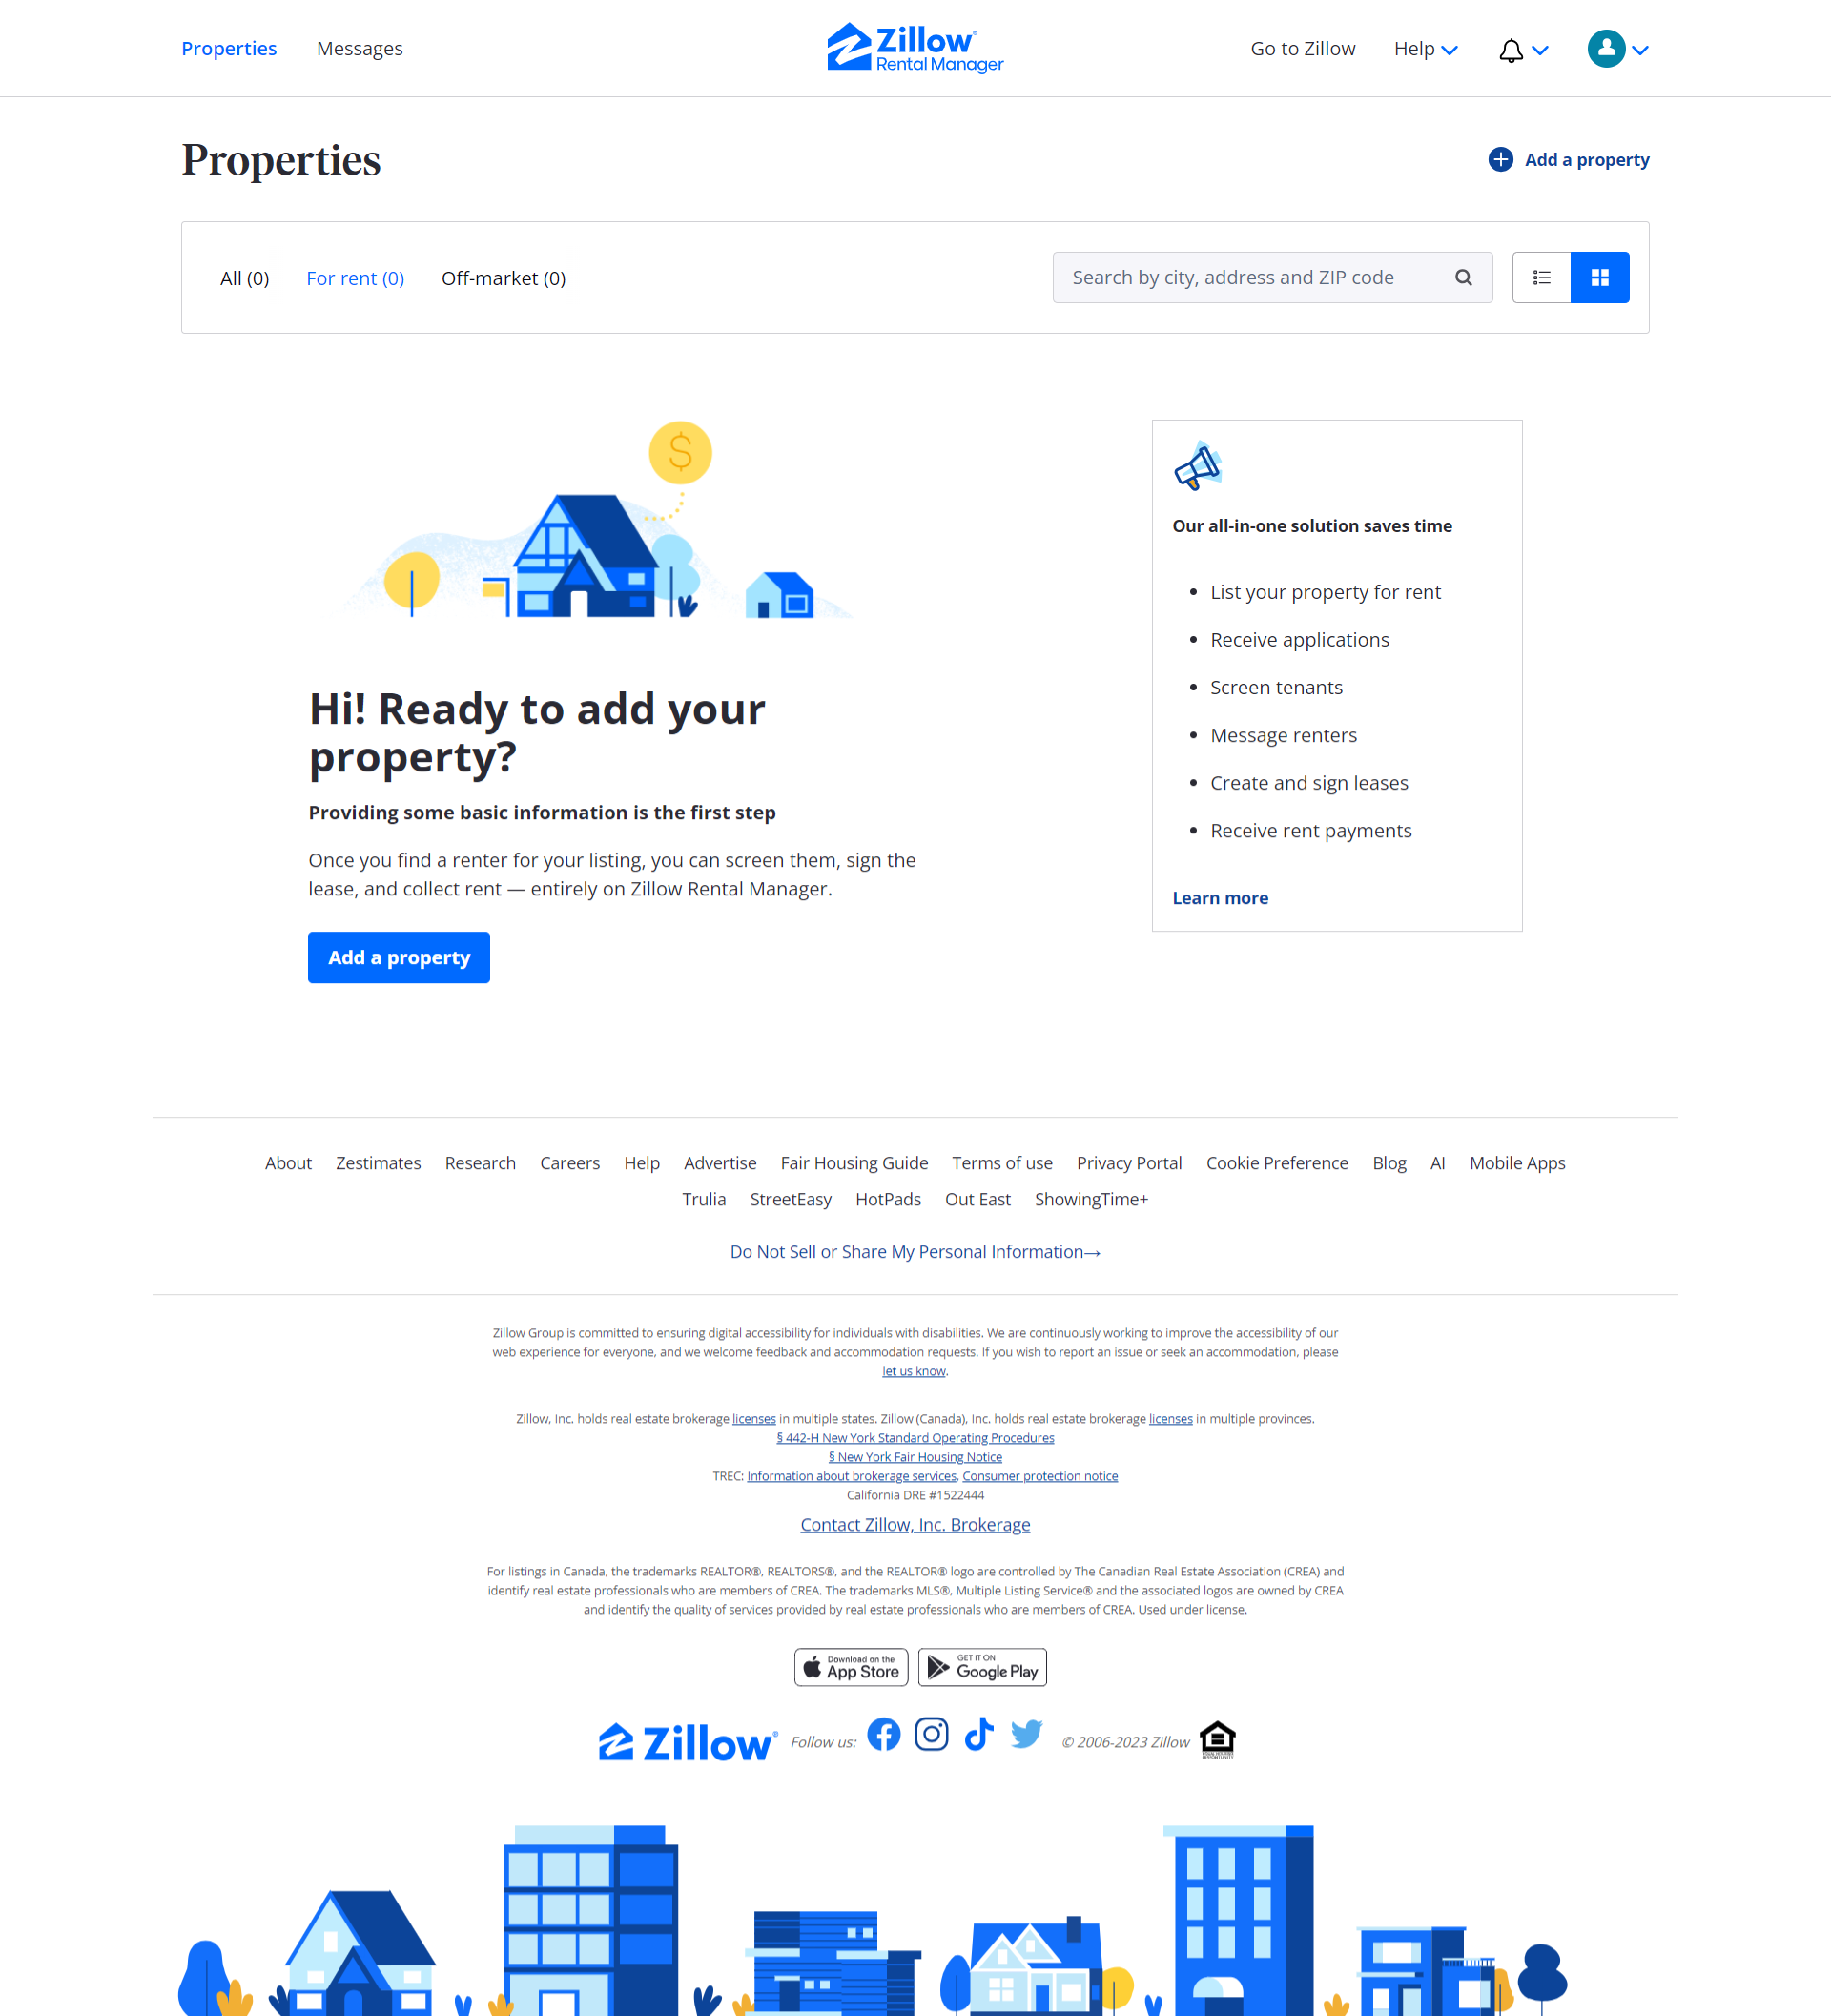 Properties Messages Zillow Go to Zillow Help
Rental Manager
Properties Add a property
All (0) For rent (0) Off-market (0) Search by city, address and ZIP code
$
Our all-in-one solution saves time
• List your property for rent
• Receive applications
• Screen tenants
• Message renters
• Create and sign leases
• Receive rent payments
Learn more
Hi! Ready to add your
property?
Providing some basic information is the first step
Once you find a renter for your listing, you can screen them, sign the
lease, and collect rent — entirely on Zillow Rental Manager.
Add a property
About Zestimates Research Careers Help Advertise Fair Housing Guide Terms of use Privacy Portal Cookie Preference Blog AI Mobile Apps
Trulia StreetEasy HotPads Out East ShowingTime+
Do Not Sell or Share My Personal Information→
Zillow Group is committed to ensuring digital accessibility for individuals with disabilities. We are continuously working to improve the accessibility of our
web experience for everyone, and we welcome feedback and accommodation requests. If you wish to report an issue or seek an accommodation, please
let us know.
Zillow, Inc. holds real estate brokerage licenses in multiple states. Zillow (Canada), Inc. holds real estate brokerage licenses in multiple provinces.
§ 442-H New York Standard Operating Procedures
§ New York Fair Housing Notice
TREC: Information about brokerage services, Consumer protection notice
California DRE #1522444
Contact Zillow, Inc. Brokerage
For listings in Canada, the trademarks REALTOR®, REALTORS®, and the REALTOR® logo are controlled by The Canadian Real Estate Association (CREA) and
identify real estate professionals who are members of CREA. The trademarks MLS®, Multiple Listing Service® and the associated logos are owned by CREA
and identify the quality of services provided by real estate professionals who are members of CREA. Used under license.
Download on the App Store GET IT ON Google Play
Zillow® Follow us: © 2006-2023 Zillow